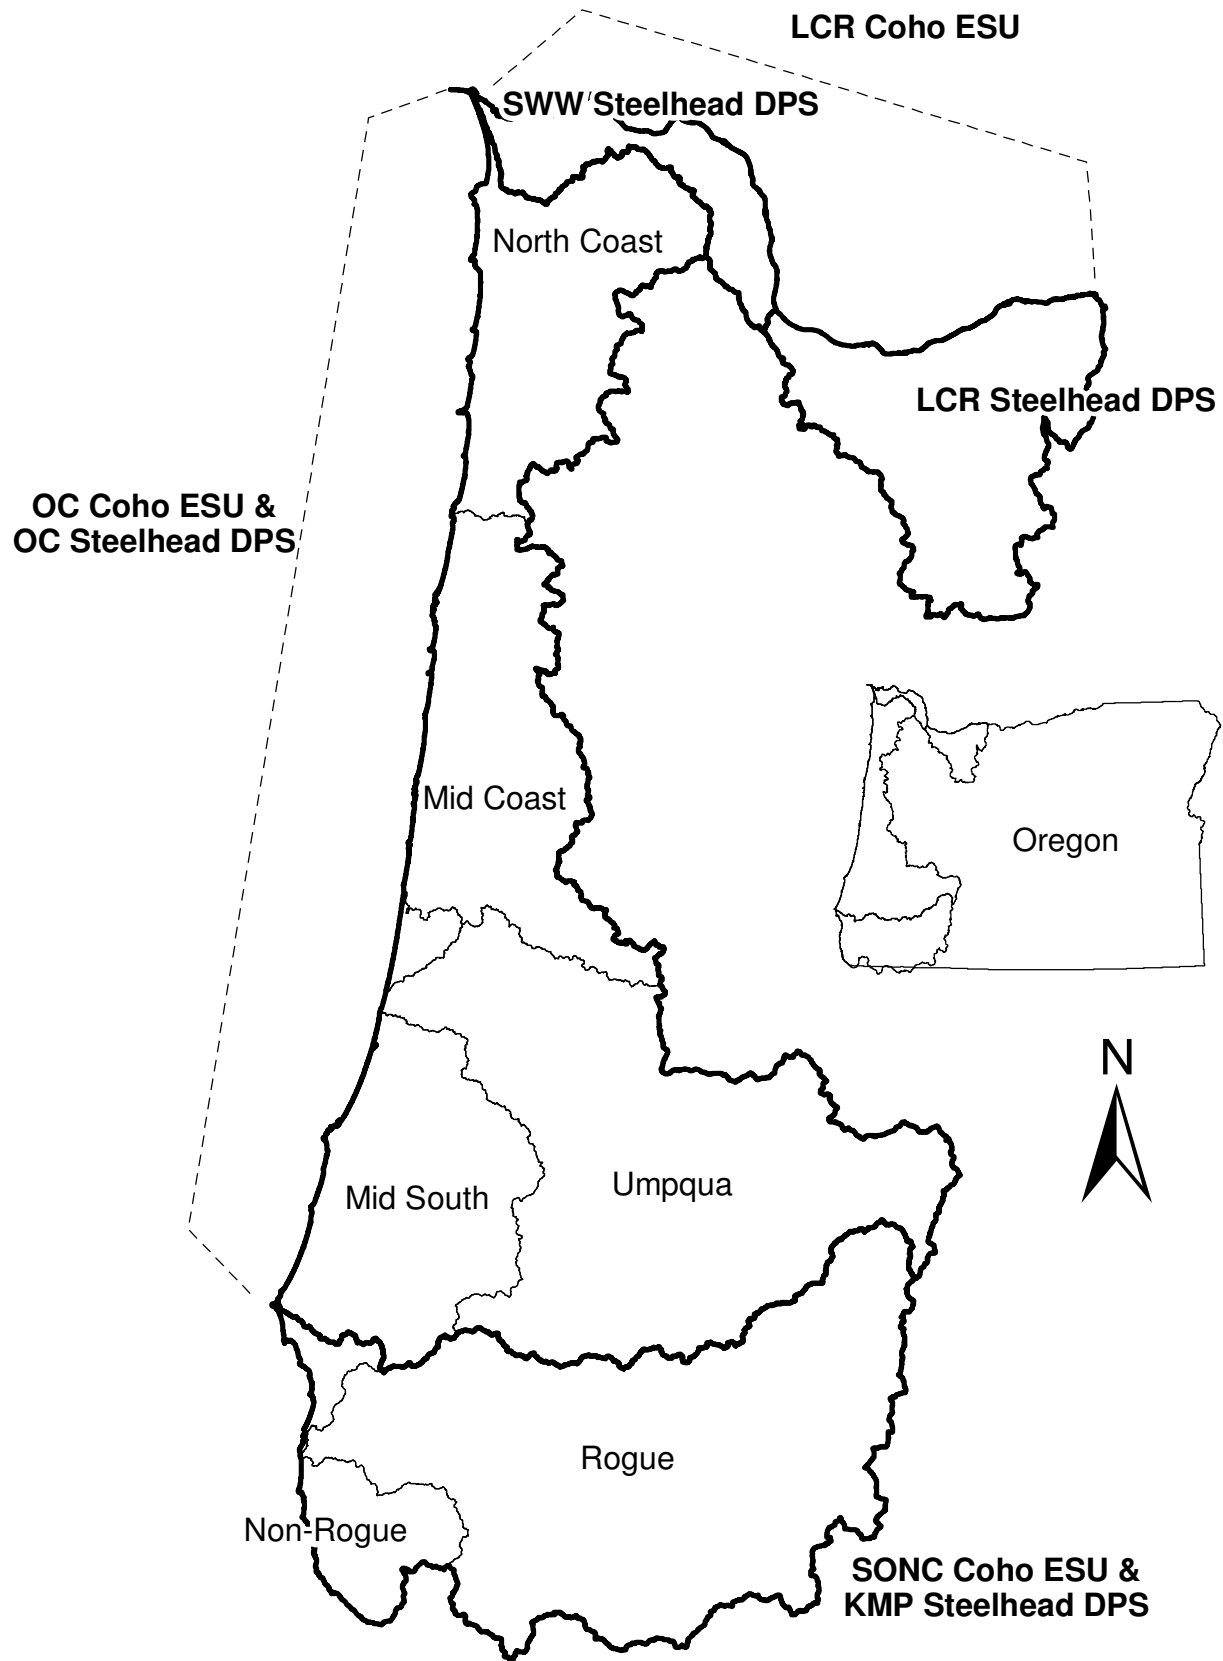 LCR Coho ESU
SWW Steelhead DPS
North Coast
LCR Steelhead DPS
OC Coho ESU &
OC Steelhead DPS
Mid Coast
Oregon
N
Umpqua
Mid South
Rogue
Non-Rogue
SONC Coho ESU &
KMP Steelhead DPS